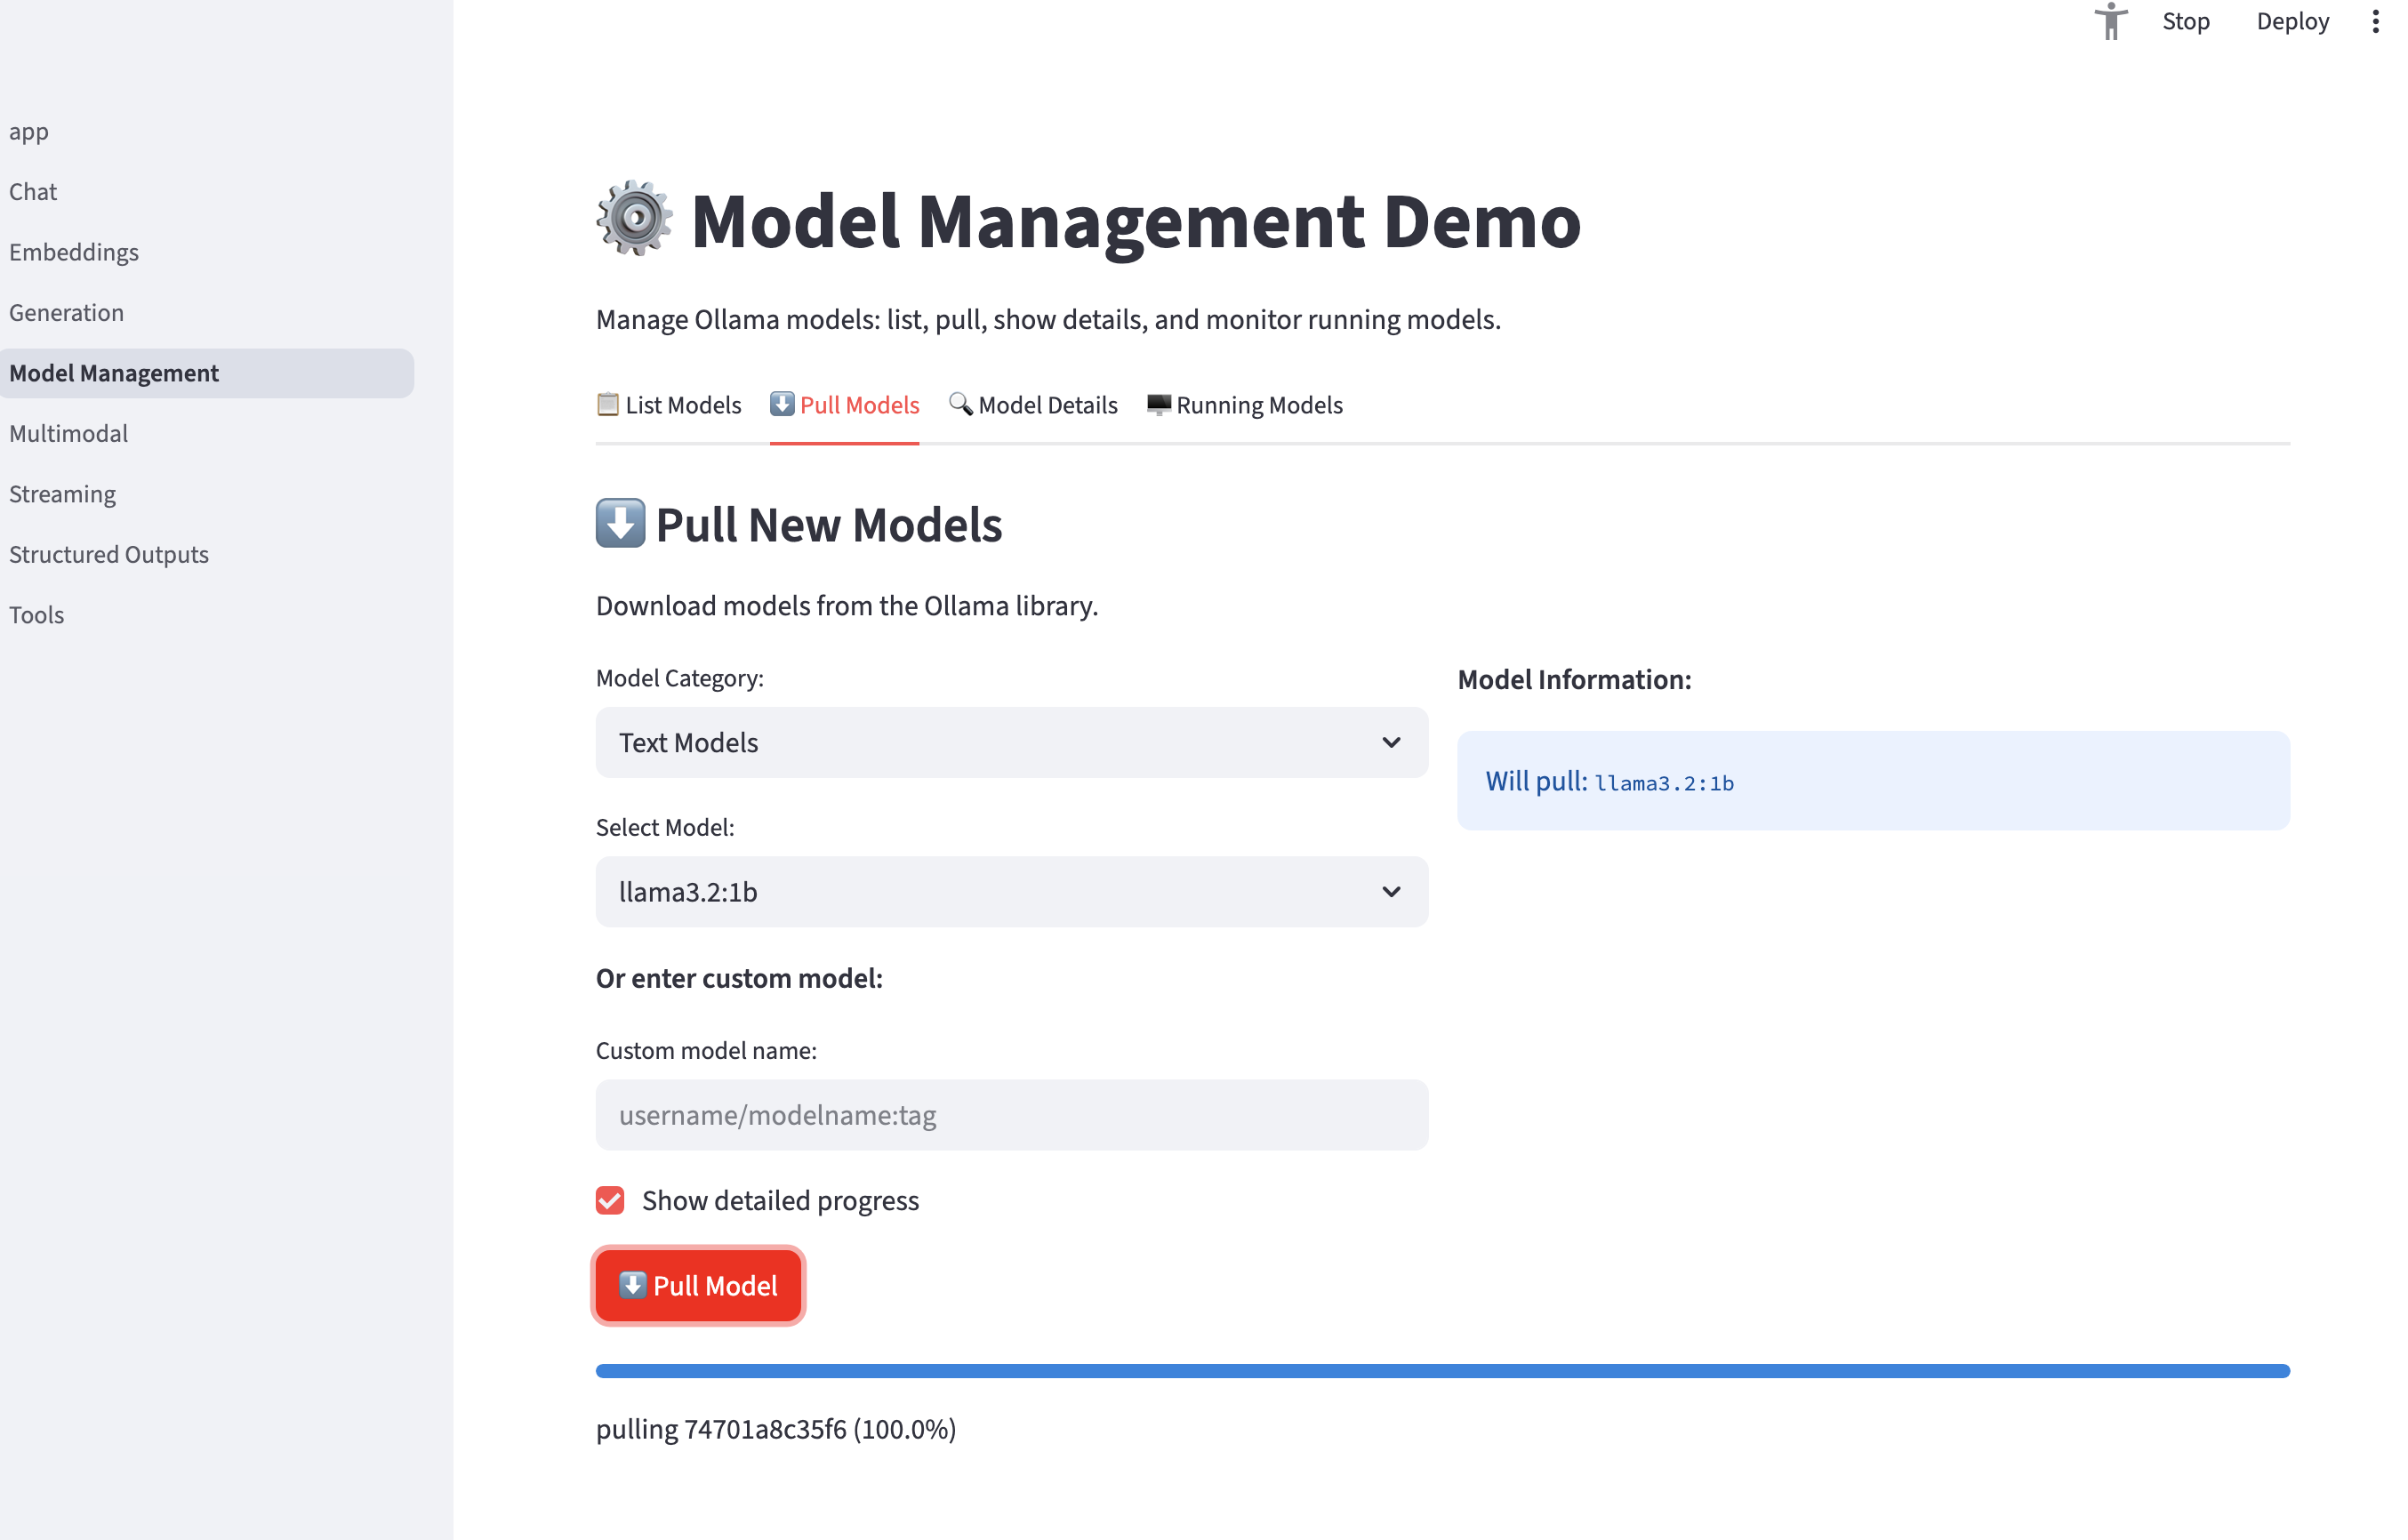 Stop Deploy
app
Chat
Embeddings
Generation
Model Management
Multimodal
Streaming
Structured Outputs
Tools
Model Management Demo
Manage Ollama models: list, pull, show details, and monitor running models.
List Models Pull Models Model Details Running Models
Pull New Models
Download models from the Ollama library.
Model Category:
Text Models
Select Model:
llama3.2:1b
Or enter custom model:
Custom model name:
username/modelname:tag
Show detailed progress
Pull Model
pulling 74701a8c35f6 (100.0%)
Model Information:
Will pull: llama3.2:1b